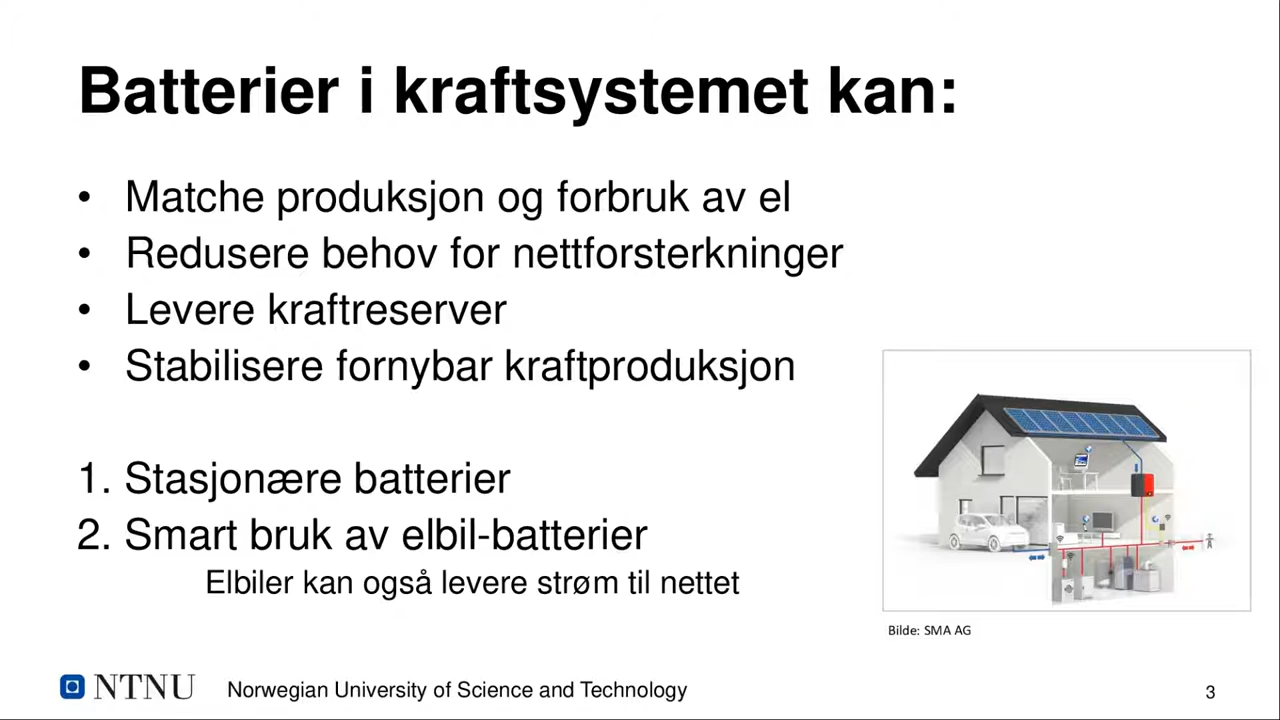 Batterier i kraftsystemet kan:
• Matche produksjon og forbruk av el
• Redusere behov for nettforsterkninger
• Levere kraftreserver
• Stabilisere fornybar kraftproduksjon
1. Stasjonære batterier
2. Smart bruk av elbil-batterier
Elbiler kan også levere strøm til nettet
Bilde: SMA AG
NTNU Norwegian University of Science and Technology
3